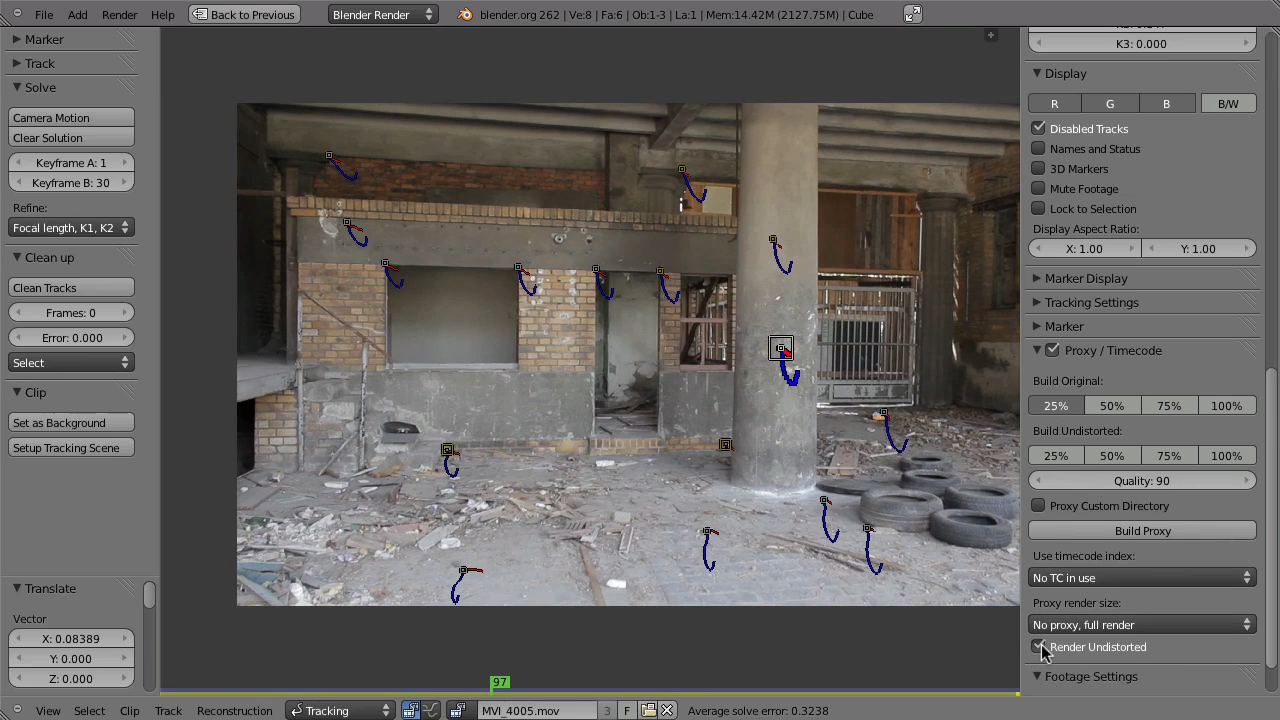 File Add Render Help Back to Previous Blender Render blender.org 262 | Ve:8 | Fa:6 | Ob:1-3 | La:1 | Mem:14.42M (2127.75M) | Cube
Marker
Track
Solve
Camera Motion
Clear Solution
Keyframe A: 1
Keyframe B: 30
Refine:
Focal length, K1, K2
Clean up
Clean Tracks
Frames: 0
Error: 0.000
Select
Clip
Set as Background
Setup Tracking Scene
Translate
Vector
X: 0.08389
Y: 0.000
Z: 0.000
97
K3: 0.000
Display
R G B B/W
Disabled Tracks
Names and Status
3D Markers
Mute Footage
Lock to Selection
Display Aspect Ratio:
X: 1.00 Y: 1.00
Marker Display
Tracking Settings
Marker
Proxy / Timecode
Build Original:
25% 50% 75% 100%
Build Undistorted:
25% 50% 75% 100%
Quality: 90
Proxy Custom Directory
Build Proxy
Use timecode index:
No TC in use
Proxy render size:
No proxy, full render
Render Undistorted
Footage Settings
View Select Clip Track Reconstruction Tracking MVI_4005.mov 3 F Average solve error: 0.3238